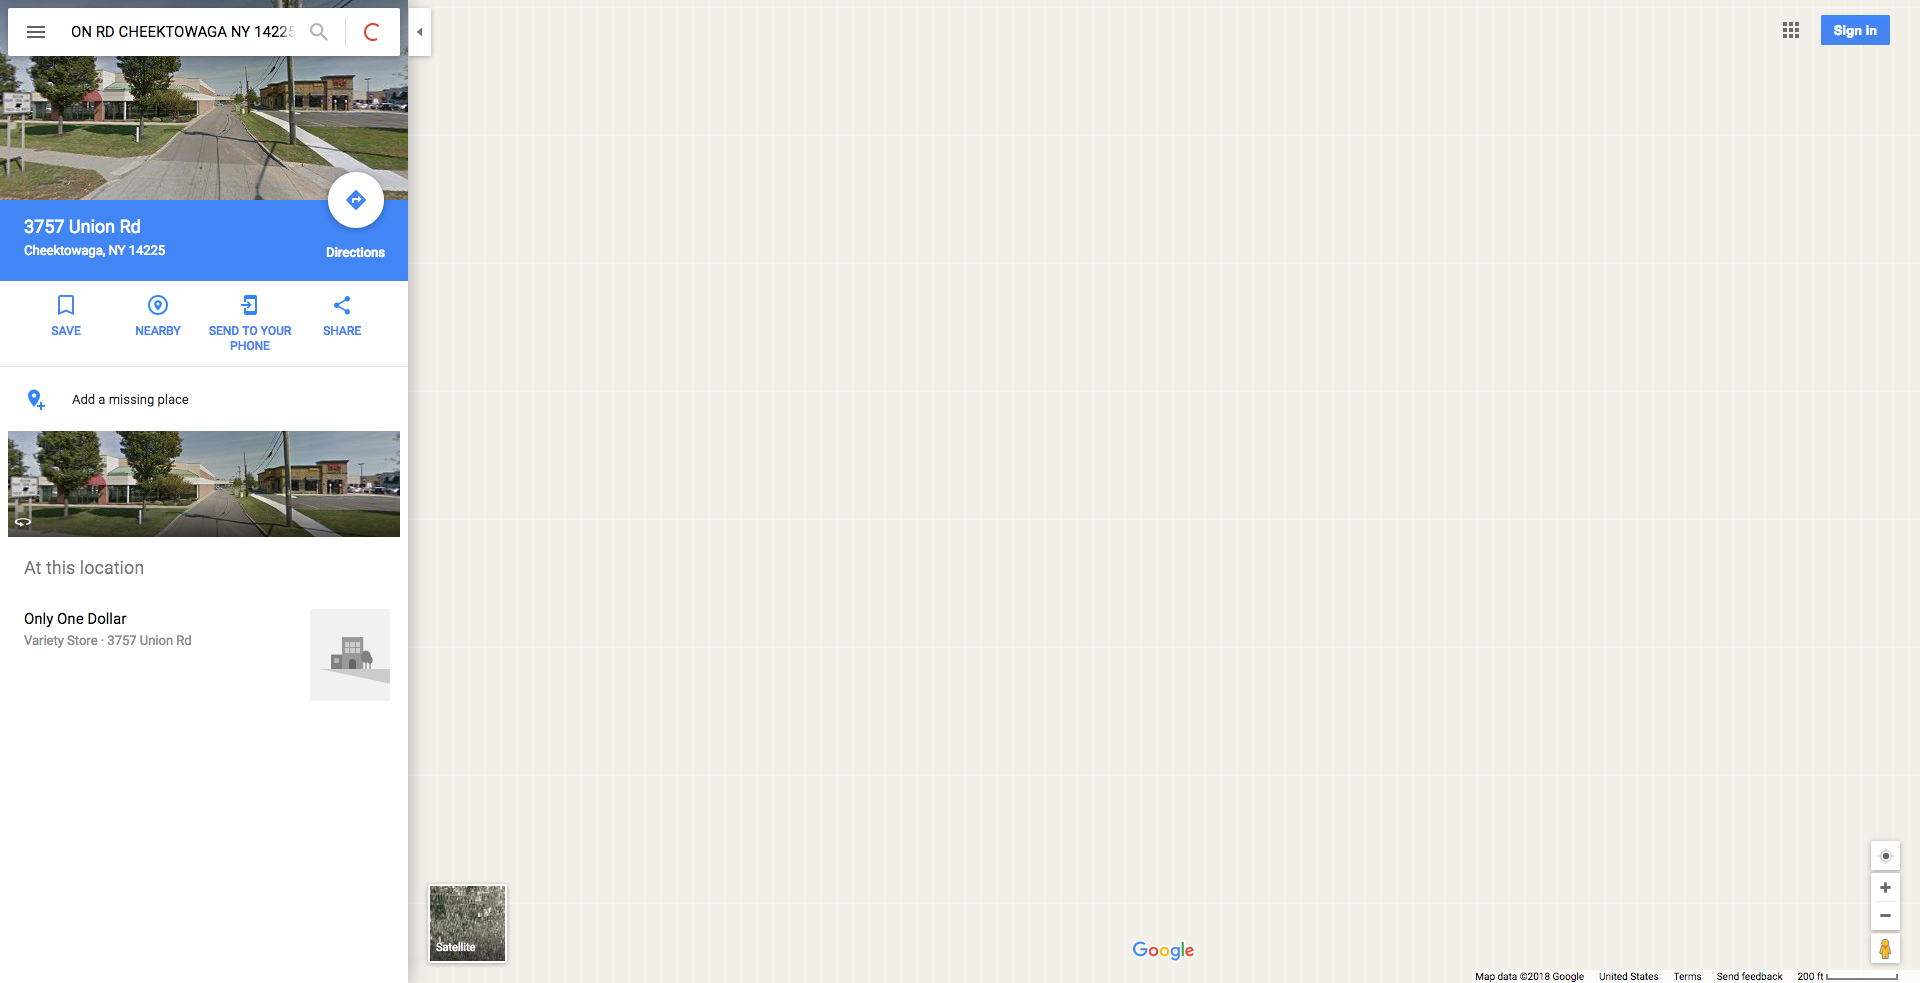 ON RD CHEEKTOWAGA NY 14225
Sign in
3757 Union Rd
Cheektowaga, NY 14225
Directions
SAVE
NEARBY
SEND TO YOUR
PHONE
SHARE
Add a missing place
At this location
Only One Dollar
Variety Store · 3757 Union Rd
Satellite
Google
Map data ©2018 Google United States Terms Send feedback 200 ft